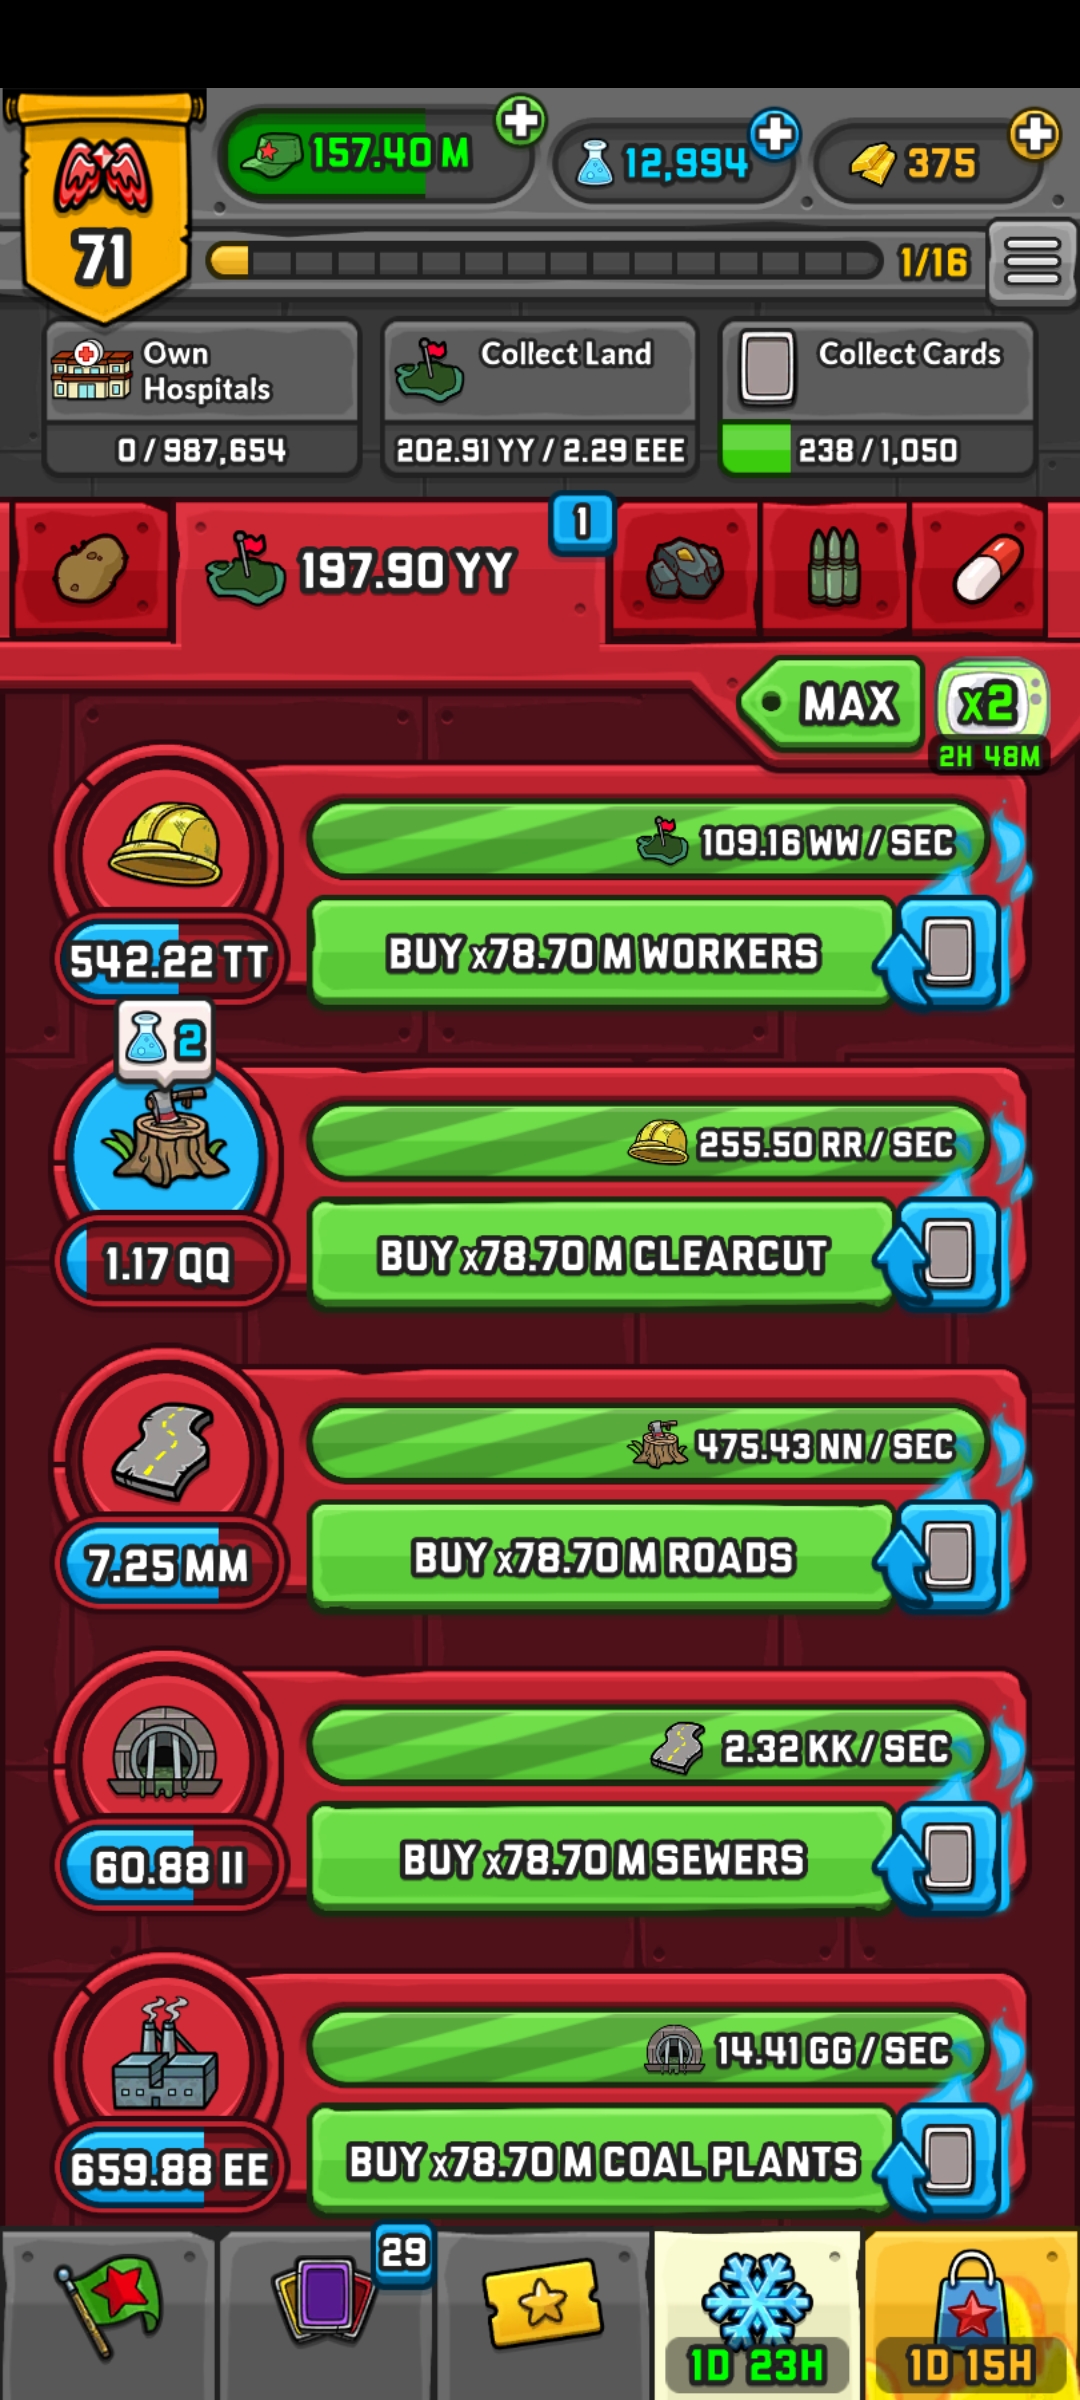 157.40 M
12,994
375
71
1/16
Own
Hospitals
Collect Land
Collect Cards
0 / 987,654
202.91 YY / 2.29 EEE
238 / 1,050
1
197.90 YY
MAX
x2
2H 48M
109.16 WW / SEC
BUY x78.70 M WORKERS
542.22 TT
2
255.50 RR / SEC
BUY x78.70 M CLEARCUT
1.17 QQ
475.43 NN / SEC
BUY x78.70 M ROADS
7.25 MM
2.32 KK / SEC
BUY x78.70 M SEWERS
60.88 II
14.41 GG / SEC
BUY x78.70 M COAL PLANTS
659.88 EE
29
1D 23H
1D 15H